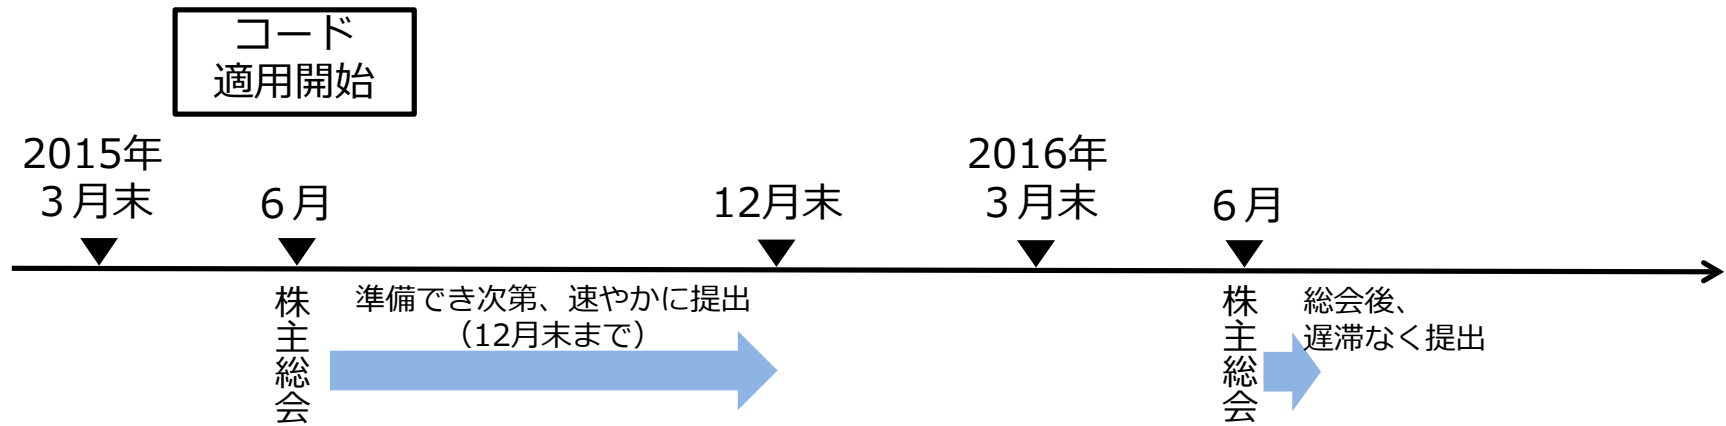 コード
適用開始
2015年
３月末
６月
12月末
2016年
３月末
６月
株主総会
準備でき次第、速やかに提出
（12月末まで）
株主総会
総会後、
遅滞なく提出